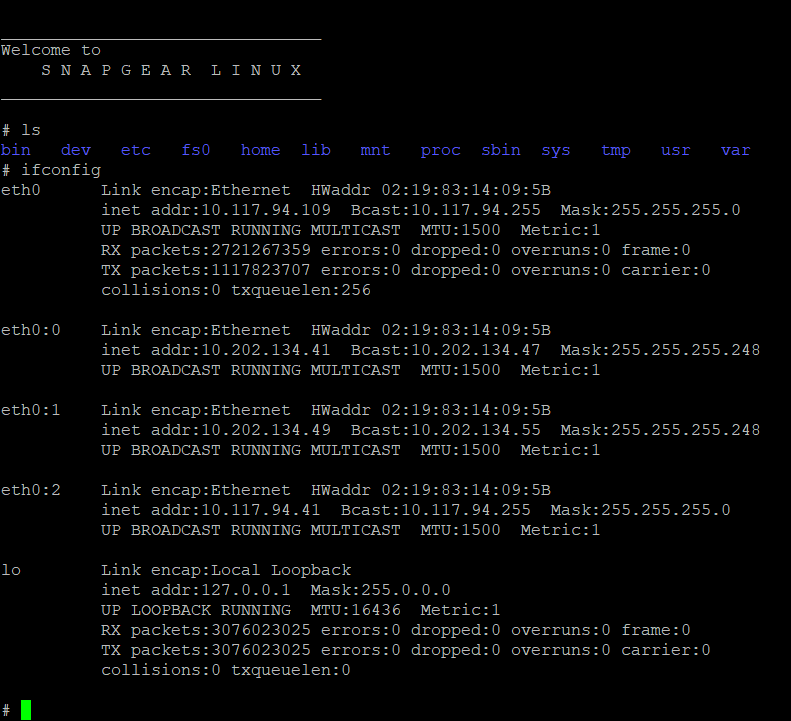 Welcome to
S N A P G E A R  L I N U X
# ls
bin   dev   etc   fs0   home  lib   mnt   proc  sbin  sys   tmp   usr   var
# ifconfig
eth0      Link encap:Ethernet  HWaddr 02:19:83:14:09:5B
          inet addr:10.117.94.109  Bcast:10.117.94.255  Mask:255.255.255.0
          UP BROADCAST RUNNING MULTICAST  MTU:1500  Metric:1
          RX packets:2721267359 errors:0 dropped:0 overruns:0 frame:0
          TX packets:1117823707 errors:0 dropped:0 overruns:0 carrier:0
          collisions:0 txqueuelen:256
eth0:0    Link encap:Ethernet  HWaddr 02:19:83:14:09:5B
          inet addr:10.202.134.41  Bcast:10.202.134.47  Mask:255.255.255.248
          UP BROADCAST RUNNING MULTICAST  MTU:1500  Metric:1
eth0:1    Link encap:Ethernet  HWaddr 02:19:83:14:09:5B
          inet addr:10.202.134.49  Bcast:10.202.134.55  Mask:255.255.255.248
          UP BROADCAST RUNNING MULTICAST  MTU:1500  Metric:1
eth0:2    Link encap:Ethernet  HWaddr 02:19:83:14:09:5B
          inet addr:10.117.94.41  Bcast:10.117.94.255  Mask:255.255.255.0
          UP BROADCAST RUNNING MULTICAST  MTU:1500  Metric:1
lo        Link encap:Local Loopback
          inet addr:127.0.0.1  Mask:255.0.0.0
          UP LOOPBACK RUNNING  MTU:16436  Metric:1
          RX packets:3076023025 errors:0 dropped:0 overruns:0 frame:0
          TX packets:3076023025 errors:0 dropped:0 overruns:0 carrier:0
          collisions:0 txqueuelen:0
#